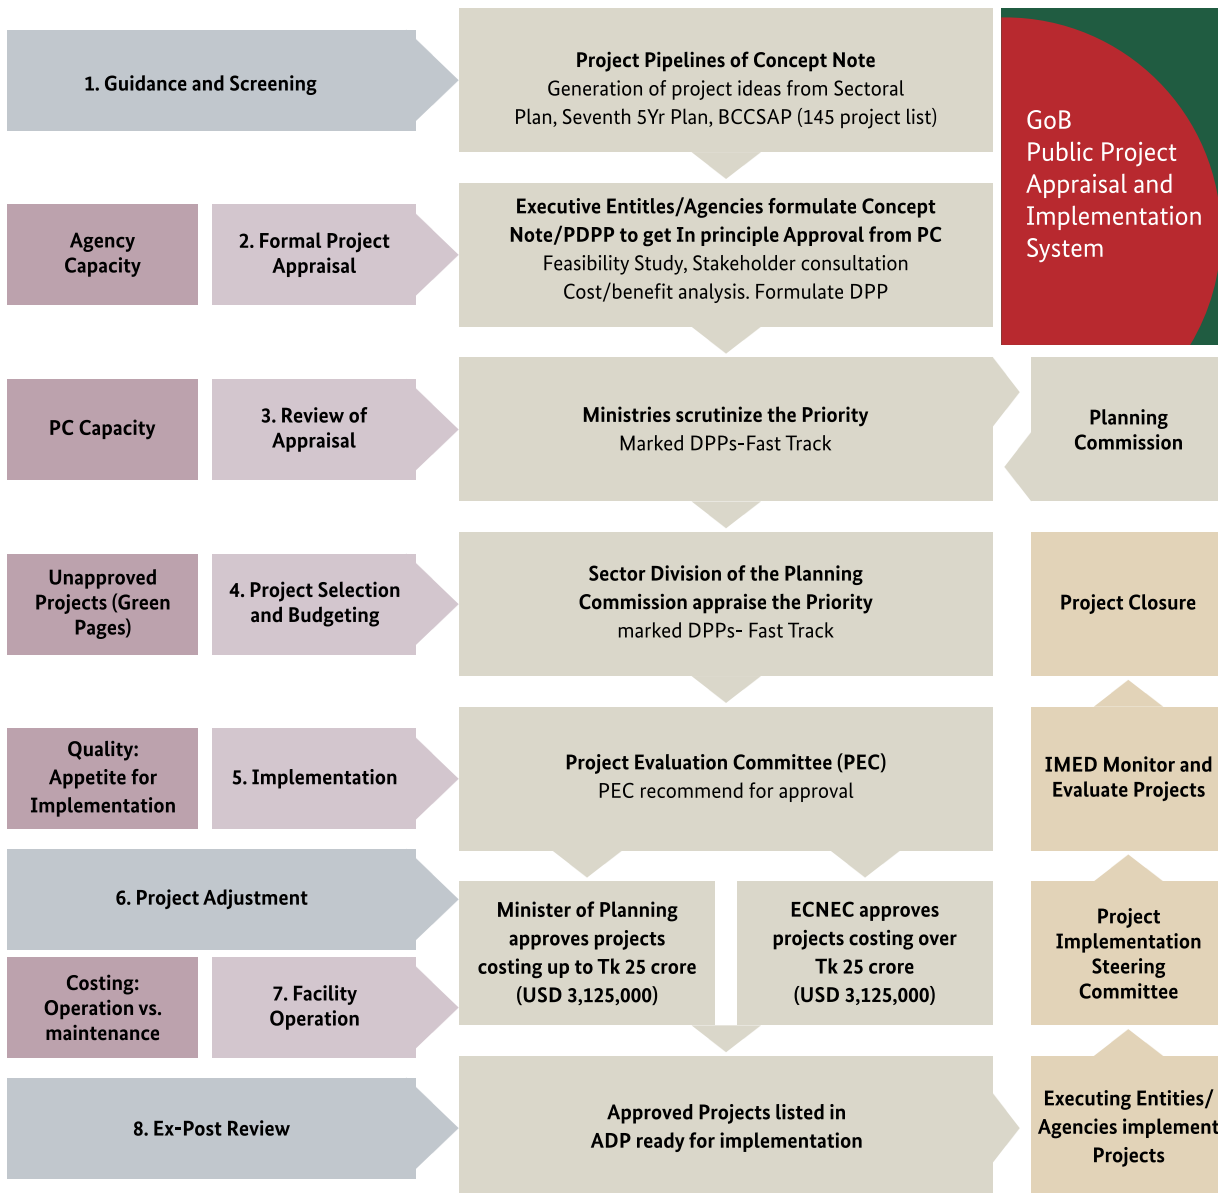 1. Guidance and Screening
Project Pipelines of Concept Note
Generation of project ideas from Sectoral
Plan, Seventh 5Yr Plan, BCCSAP (145 project list)
GoB
Public Project
Appraisal and
Implementation
System
Agency
Capacity
2. Formal Project
Appraisal
Executive Entitles/Agencies formulate Concept
Note/PDPP to get In principle Approval from PC
Feasibility Study, Stakeholder consultation
Cost/benefit analysis. Formulate DPP
PC Capacity
3. Review of
Appraisal
Ministries scrutinize the Priority
Marked DPPs-Fast Track
Planning
Commission
Unapproved
Projects (Green
Pages)
4. Project Selection
and Budgeting
Sector Division of the Planning
Commission appraise the Priority
marked DPPs- Fast Track
Project Closure
Quality:
Appetite for
Implementation
5. Implementation
Project Evaluation Committee (PEC)
PEC recommend for approval
IMED Monitor and
Evaluate Projects
6. Project Adjustment
Minister of Planning
approves projects
costing up to Tk 25 crore
(USD 3,125,000)
ECNEC approves
projects costing over
Tk 25 crore
(USD 3,125,000)
Project
Implementation
Steering
Committee
Costing:
Operation vs.
maintenance
7. Facility
Operation
8. Ex-Post Review
Approved Projects listed in
ADP ready for implementation
Executing Entities/
Agencies implement
Projects